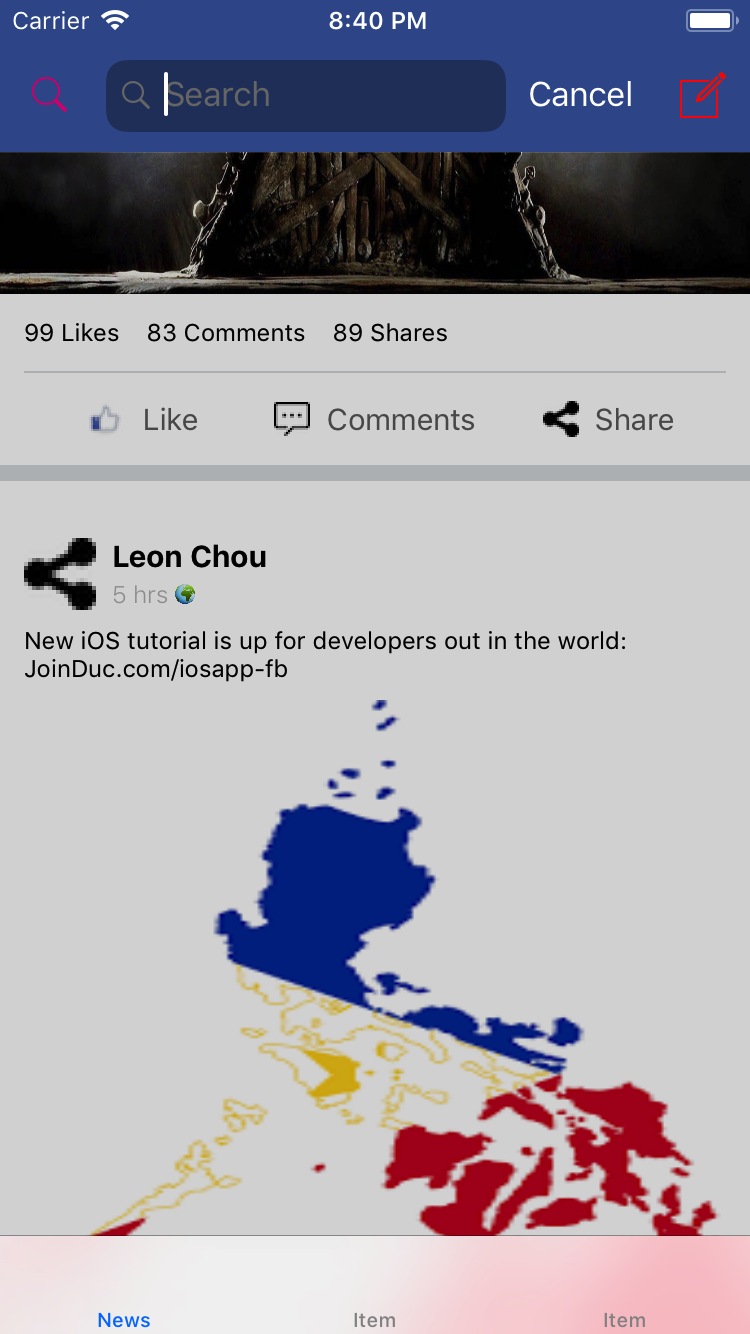 Carrier 8:40 PM
Search Cancel
99 Likes 83 Comments 89 Shares
Like Comments Share
Leon Chou
5 hrs
New iOS tutorial is up for developers out in the world:
JoinDuc.com/iosapp-fb
News Item Item